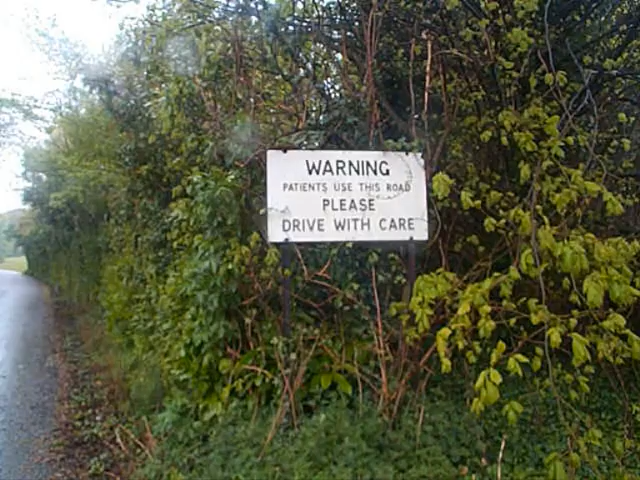 WARNING
PATIENTS USE THIS ROAD
PLEASE
DRIVE WITH CARE